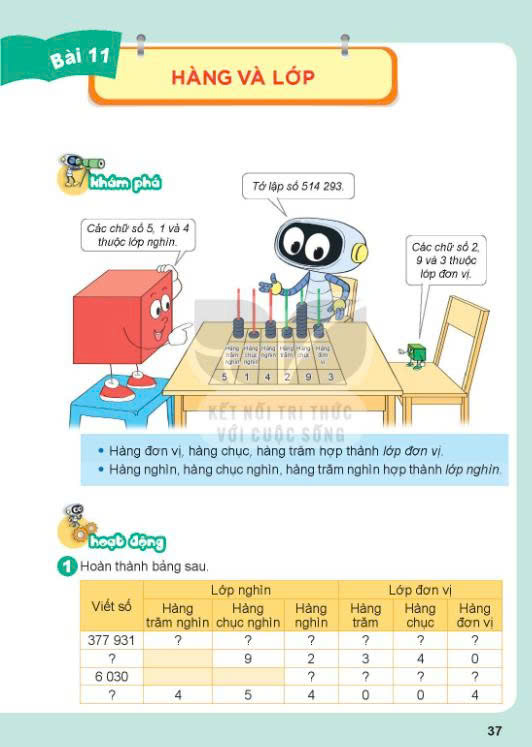 Bài 11
HÀNG VÀ LỚP
Khám phá
Tớ lập số 514 293.
Các chữ số 5, 1 và 4
thuộc lớp nghìn.
Các chữ số 2,
9 và 3 thuộc
lớp đơn vị.
Hàng trăm nghìn Hàng chục nghìn Hàng nghìn Hàng trăm Hàng chục Hàng đơn vị
5 1 4 2 9 3
KẾT NỐI TRI THỨC
VỚI CUỘC SỐNG
• Hàng đơn vị, hàng chục, hàng trăm hợp thành lớp đơn vị.
• Hàng nghìn, hàng chục nghìn, hàng trăm nghìn hợp thành lớp nghìn.
hoạt động
1 Hoàn thành bảng sau.
Viết số Lớp nghìn Lớp đơn vị
Hàng trăm nghìn Hàng chục nghìn Hàng nghìn Hàng trăm Hàng chục Hàng đơn vị
377 931 ? ? ? ? ? ?
? 9 2 3 4 0
6 030 ? ? ? ?
? 4 5 4 0 0 4
37